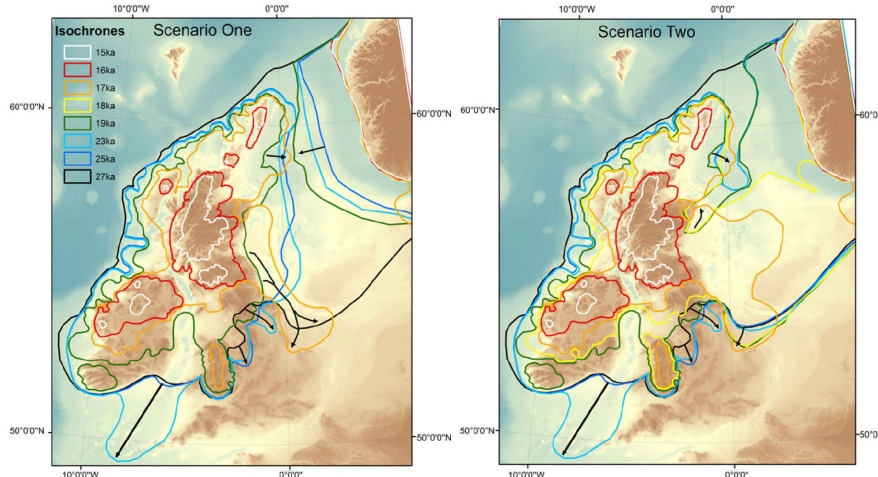 10°0'0"W 0°0'0"
Isochrones
Scenario One
15ka
16ka
17ka
18ka
19ka
23ka
25ka
27ka
60°0'0"N
60°0'0"N
50°0'0"N
50°0'0"N
10°0'0"W 0°0'0"
10°0'0"W 0°0'0"
Scenario Two
60°0'0"N
60°0
50°0'0"N
50°0
10°0'0"W 0°0'0"